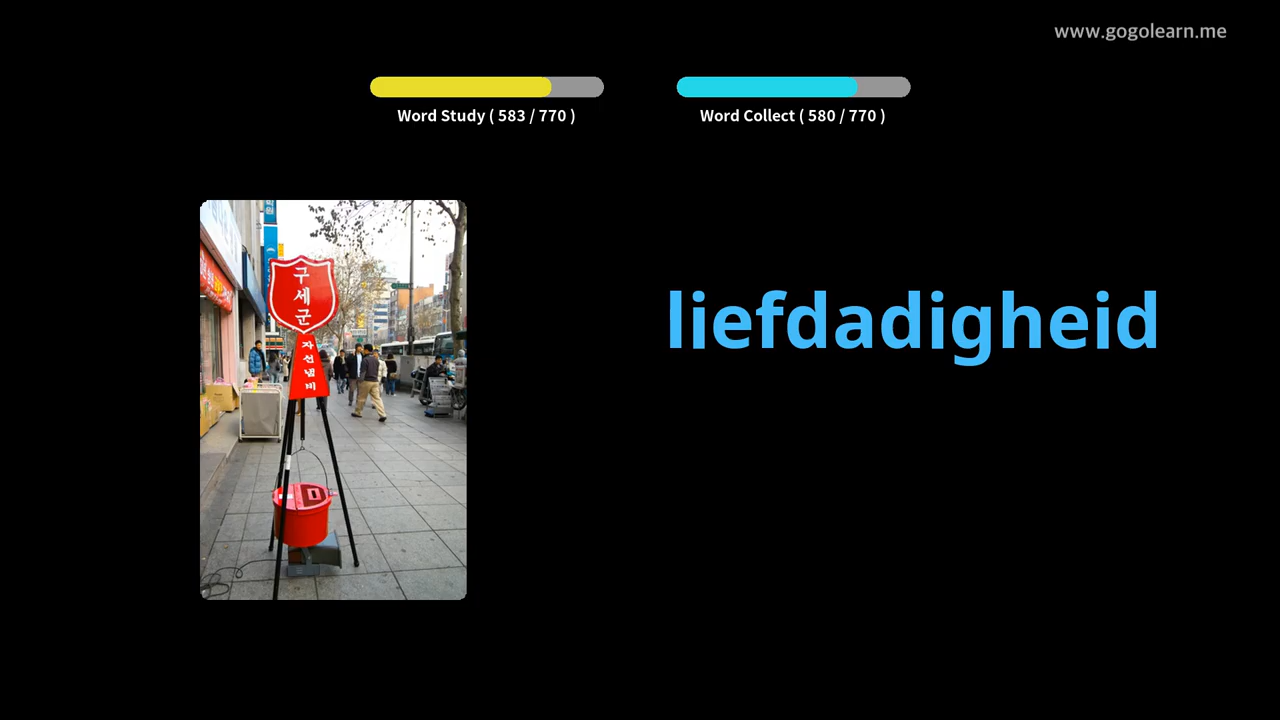 www.gogolearn.me
Word Study ( 583 / 770 )
Word Collect ( 580 / 770 )
구세군
자선냄비
liefdadigheid